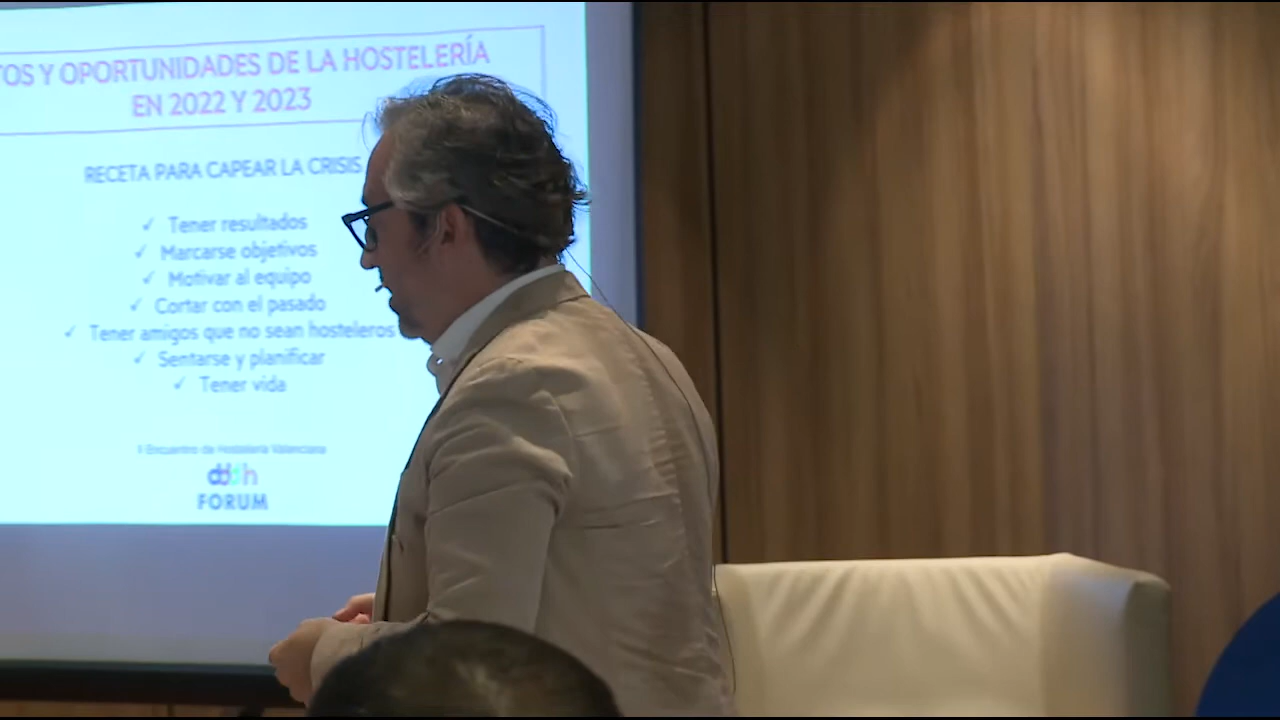 TOS Y OPORTUNIDADES DE LA HOSTELERÍA
EN 2022 Y 2023
RECETA PARA CAPEAR LA CRISIS
✓ Tener resultados
✓ Marcarse objetivos
✓ Motivar al equipo
✓ Cortar con el pasado
✓ Tener amigos que no sean hosteleros
✓ Sentarse y planificar
✓ Tener vida
II Encuentro de Hostelería Valenciana
FORUM